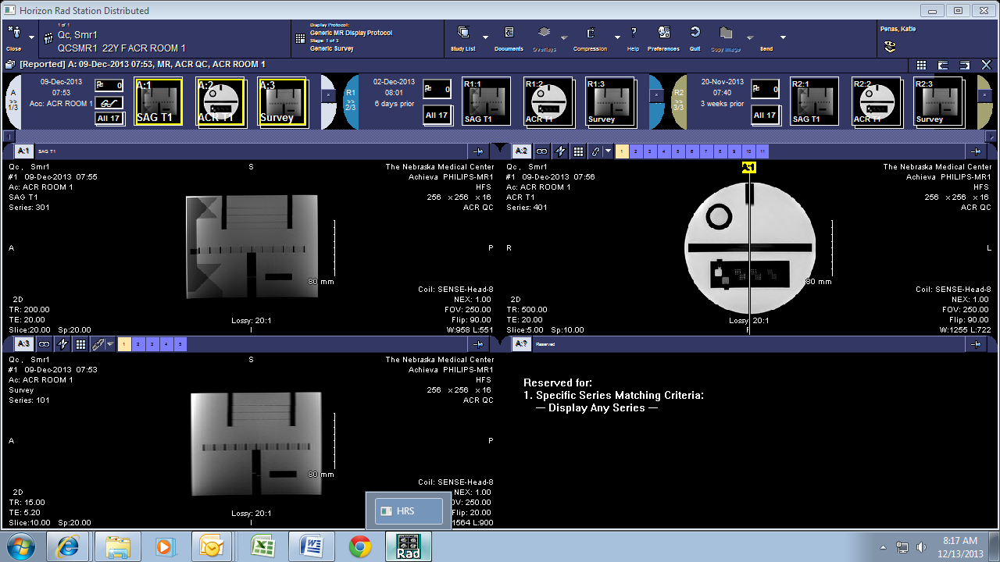 Horizon Rad Station Distributed
Close
1 of 1
Qc, Smr1
QCSMR1 22Y F ACR ROOM 1
Display Protocol:
Generic MR Display Protocol
Stage: 1 of 3
Generic Survey
Study List
Documents
Overlays
Compression
Help
Preferences
Quit
Copy Image
Send
Penas, Katie
[Reported] A: 09-Dec-2013 07:53, MR, ACR QC, ACR ROOM 1
A
>>
1/3
09-Dec-2013
07:53
Acc: ACR ROOM 1
0
All 17
A:1
SAG T1
A:2
ACR T1
A:3
Survey
R1
>>
2/3
02-Dec-2013
08:01
6 days prior
0
All 17
R1:1
SAG T1
R1:2
ACR T1
R1:3
Survey
R2
>>
3/3
20-Nov-2013
07:40
3 weeks prior
0
All 17
R2:1
SAG T1
R2:2
ACR T1
R2:3
Survey
A:1
SAG T1
Qc, Smr1
#1 09-Dec-2013 07:55
Ac: ACR ROOM 1
SAG T1
Series: 301
S
The Nebraska Medical Center
Achieva PHILIPS-MR1
HFS
256 x 256 x 16
ACR QC
A
P
80 mm
2D
TR: 200.00
TE: 20.00
Slice:20.00 Sp:20.00
Lossy: 20:1
I
Coil: SENSE-Head-8
NEX: 1.00
FOV: 250.00
Flip: 90.00
W:958 L:551
A:2
1 2 3 4 5 6 7 8 9 10 11
Qc, Smr1
#1 09-Dec-2013 07:56
Ac: ACR ROOM 1
ACR T1
Series: 401
A:1
The Nebraska Medical Center
Achieva PHILIPS-MR1
HFS
256 x 256 x 16
ACR QC
R
L
80 mm
2D
TR: 500.00
TE: 20.00
Slice:5.00 Sp:10.00
Lossy: 20:1
Coil: SENSE-Head-8
NEX: 1.00
FOV: 250.00
Flip: 90.00
W:1255 L:722
A:3
1 2 3 4 5
Qc, Smr1
#1 09-Dec-2013 07:53
Ac: ACR ROOM 1
Survey
Series: 101
S
The Nebraska Medical Center
Achieva PHILIPS-MR1
HFS
256 x 256 x 16
ACR QC
A
P
80 mm
2D
TR: 15.00
TE: 5.20
Slice:10.00 Sp:20.00
Lossy: 20:1
I
Coil: SENSE-Head-8
NEX: 1.00
FOV: 250.00
Flip: 20.00
1564 L:900
A:?
Reserved
Reserved for:
1. Specific Series Matching Criteria:
— Display Any Series —
HRS
Rad
8:17 AM
12/13/2013